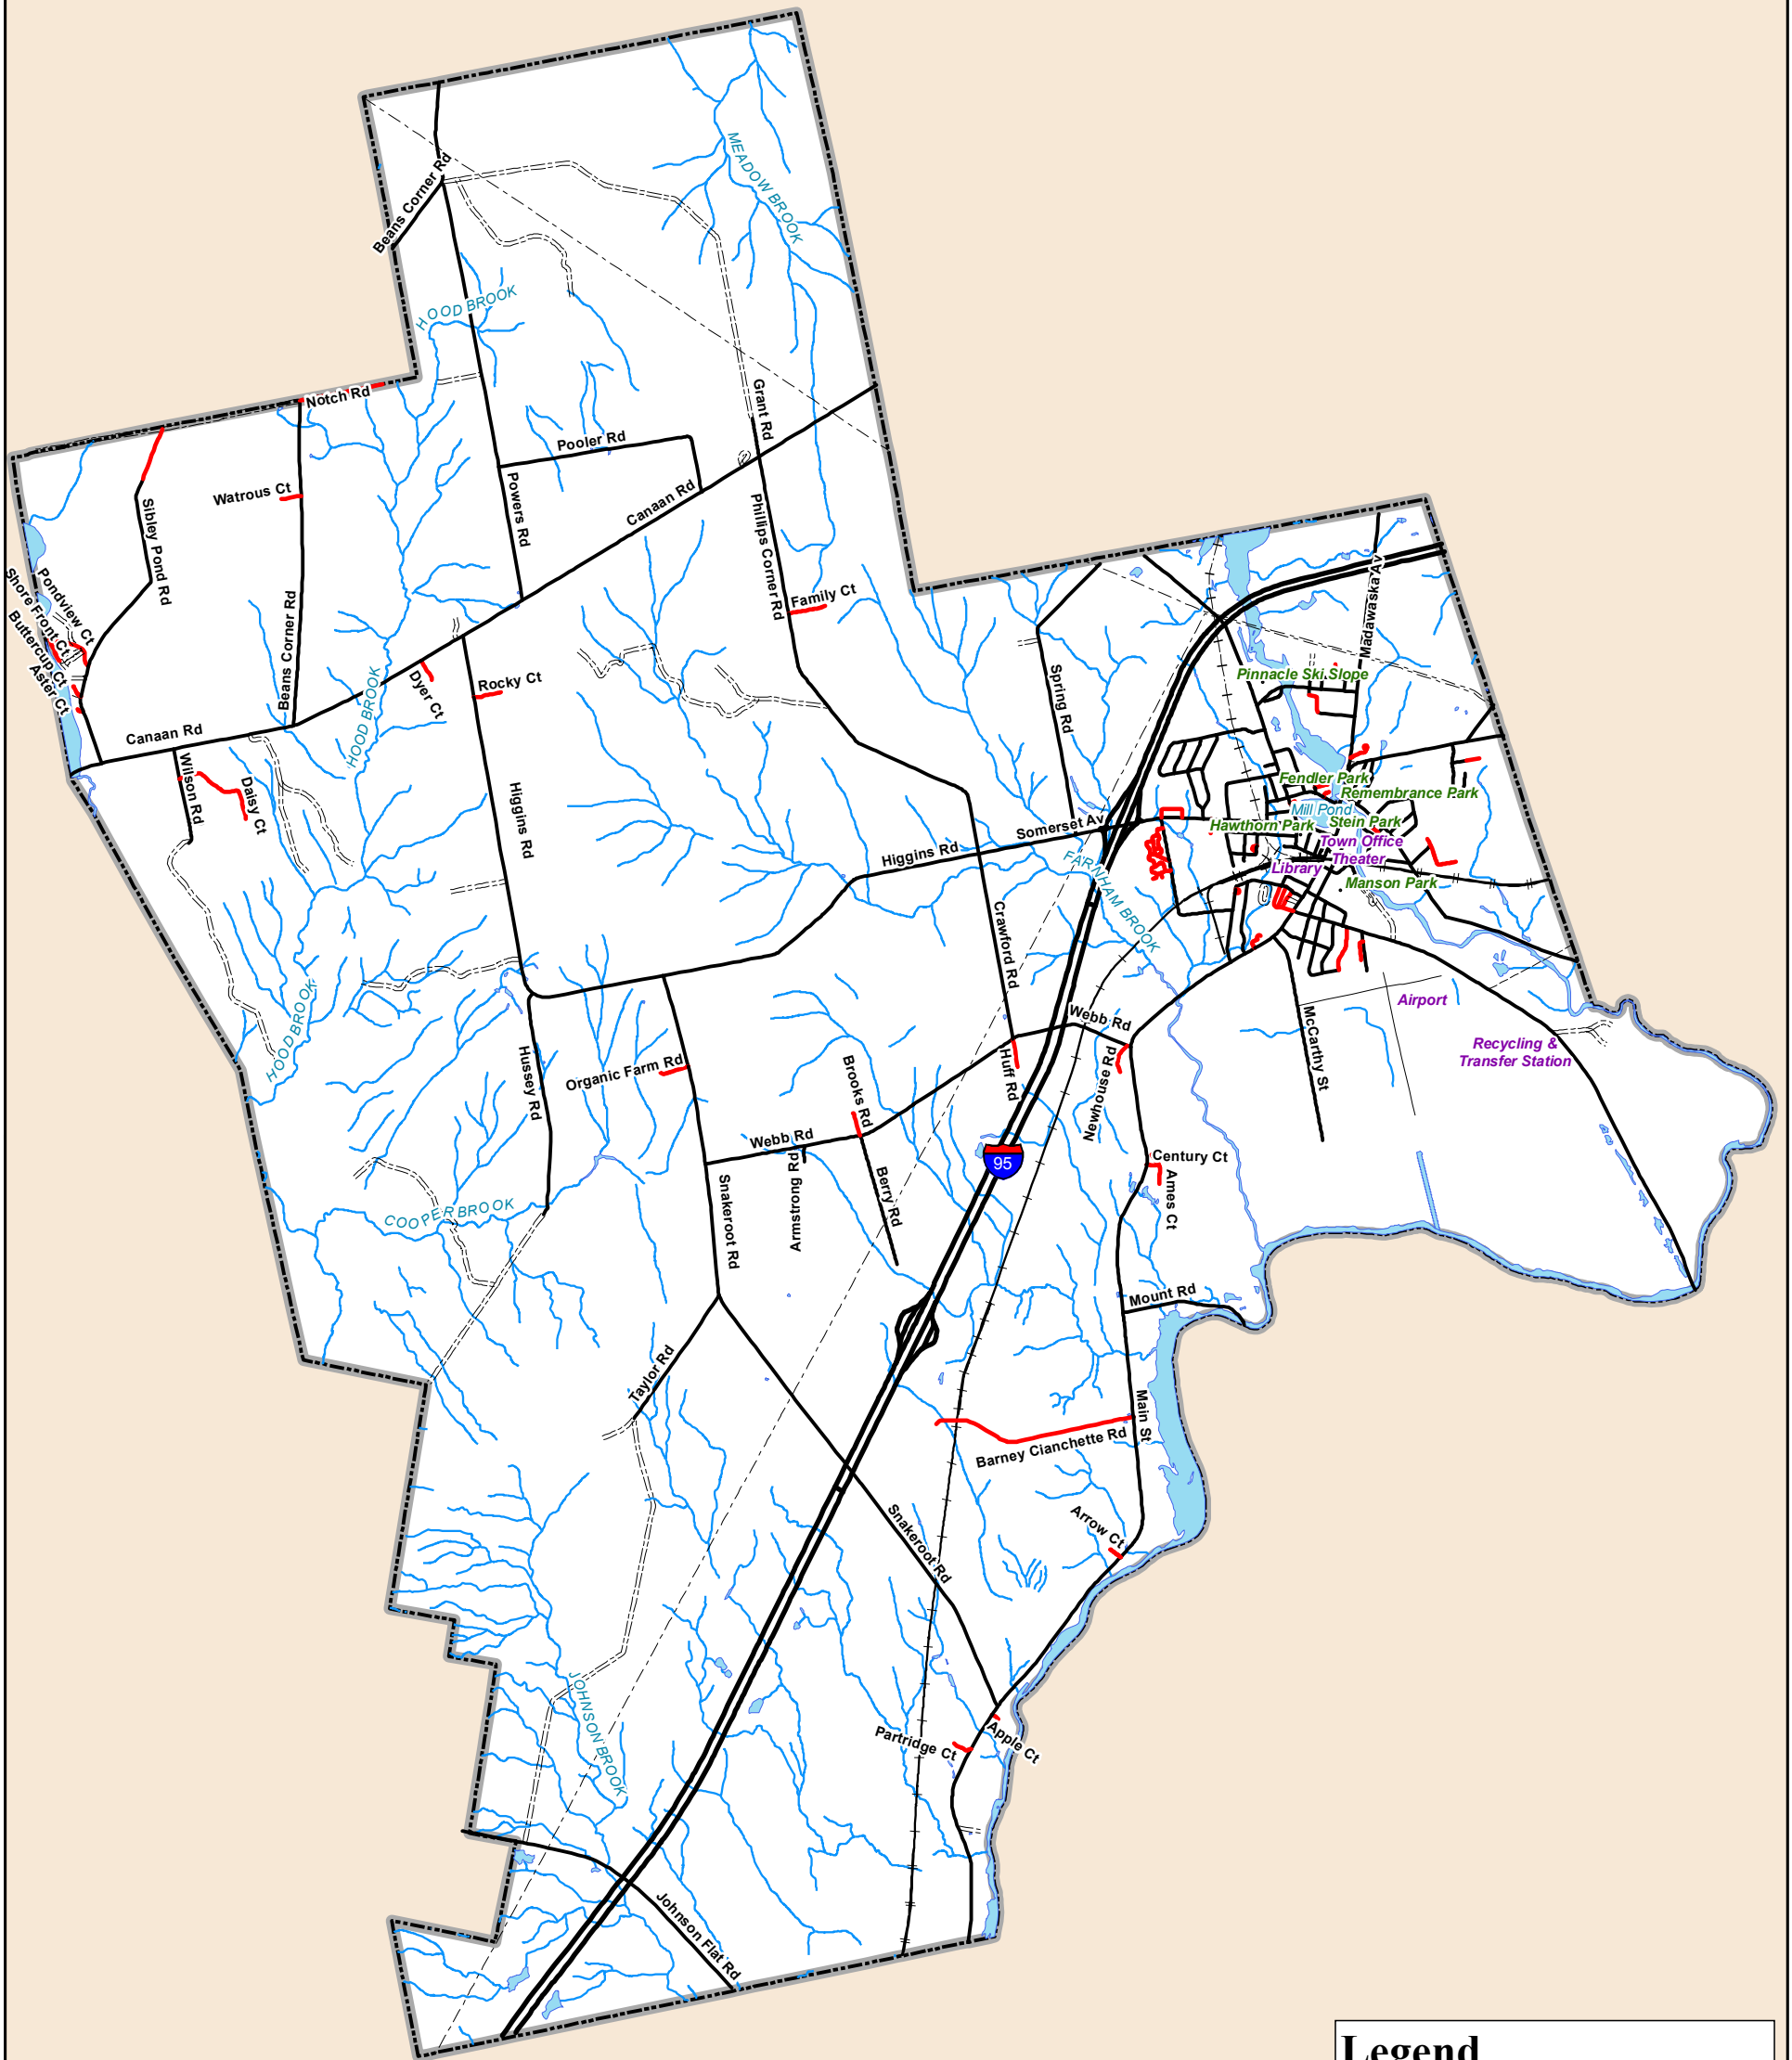 Beans Corner Rd
MEADOW BROOK
HOOD BROOK
Notch Rd
Grant Rd
Pooler Rd
Watrous Ct
Canaan Rd
Powers Rd
Sibley Pond Rd
Phillips Corner Rd
Family Ct
Pondview Ct
Shore Front Ct
Buttercup Ct
Aster Ct
Beans Corner Rd
Madawaska Av
Pinnacle Ski Slope
Spring Rd
Rocky Ct
Dyer Ct
HOOD BROOK
Canaan Rd
Wilson Rd
Daisy Ct
Higgins Rd
Fendler Park
Remembrance Park
Mill Pond
Stein Park
Hawthorn Park
Somerset Av
Town Office
Theater
Library
Manson Park
Higgins Rd
FARNHAM BROOK
Crawford Rd
HOOD BROOK
Airport
Webb Rd
McCarthy St
Recycling &
Transfer Station
Hussey Rd
Organic Farm Rd
Brooks Rd
Huff Rd
Newhouse Rd
Webb Rd
95
Century Ct
Ames Ct
Armstrong Rd
Berry Rd
Snakeroot Rd
COOPER BROOK
Mount Rd
Taylor Rd
Main St
Barney Cianchette Rd
Snakeroot Rd
Arrow Ct
JOHNSON BROOK
Partridge Ct
Apple Ct
Johnson Flat Rd
Legend